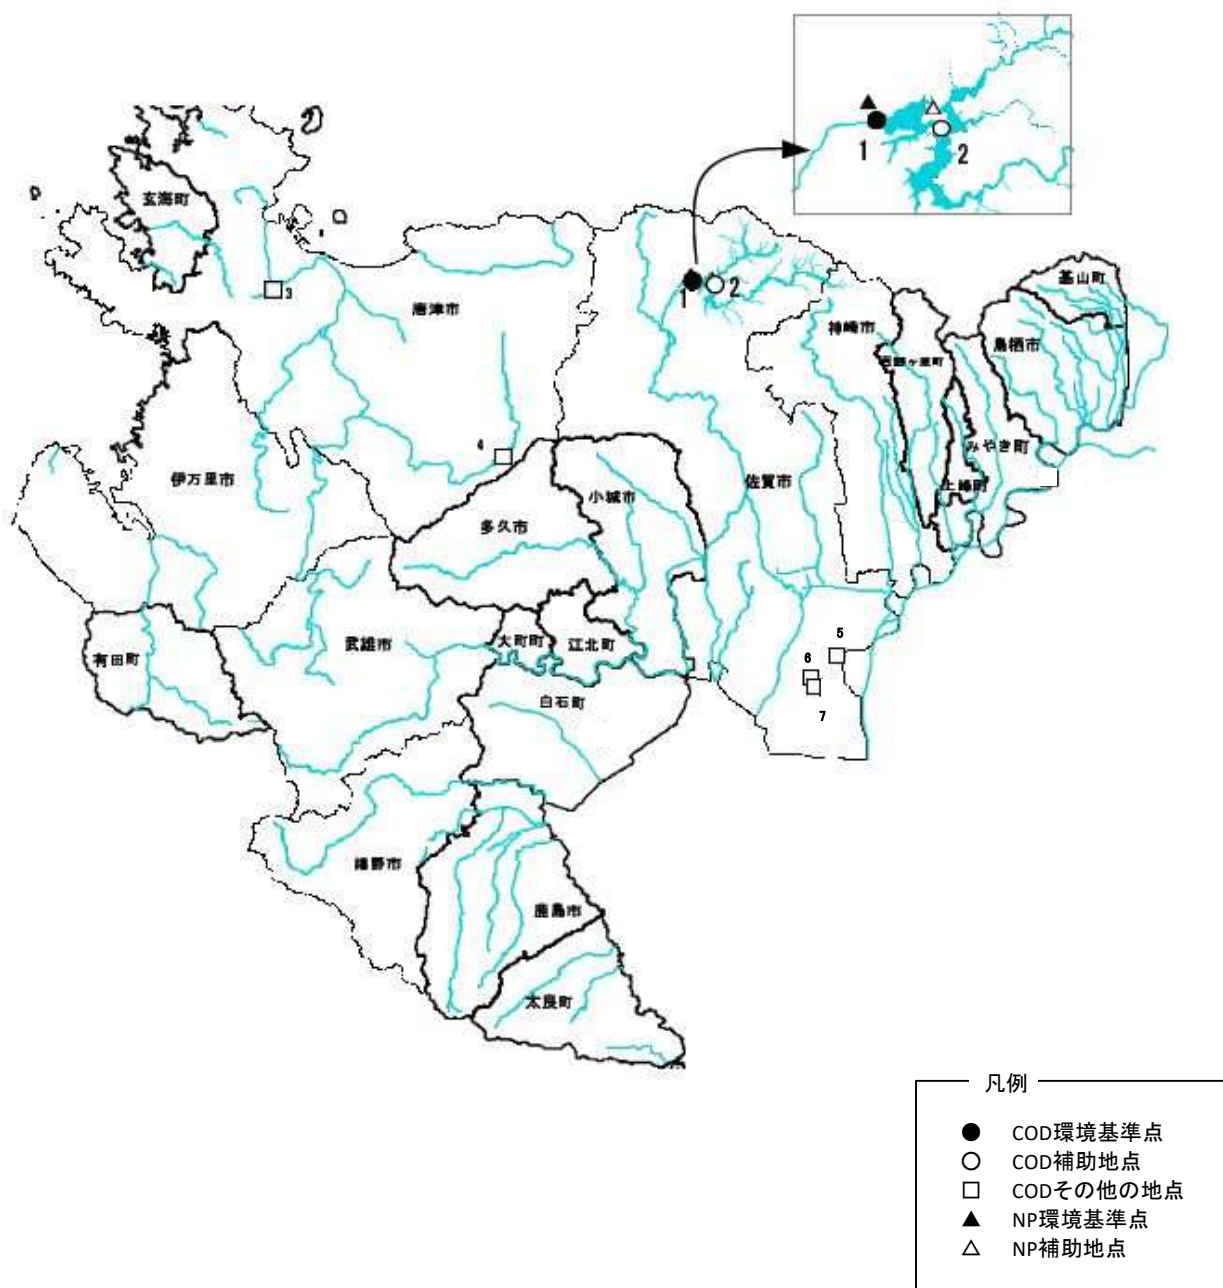 1
2
玄海町
3
唐津市
1
2
基山町
神崎市
鳥栖市
吉野ヶ里町
みやき町
上峰町
4
伊万里市
小城市
佐賀市
多久市
武雄市
大町町
江北町
有田町
5
6
7
白石町
嬉野市
鹿島市
太良町
凡例
● COD環境基準点
○ COD補助地点
□ CODその他の地点
▲ NP環境基準点
△ NP補助地点